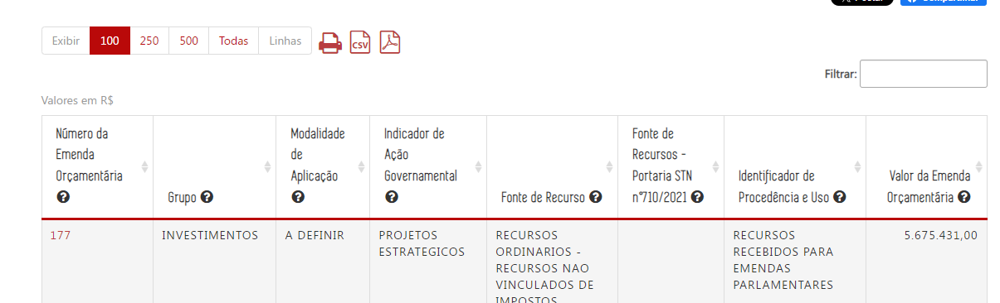 Exibir 100 250 500 Todas Linhas CSV
Filtrar:
Valores em R$
Número da Emenda Orçamentária ?
Grupo ?
Modalidade de Aplicação ?
Indicador de Ação Governamental ?
Fonte de Recurso ?
Fonte de Recursos - Portaria STN n°710/2021 ?
Identificador de Procedência e Uso ?
Valor da Emenda Orçamentária ?
177
INVESTIMENTOS
A DEFINIR
PROJETOS
ESTRATEGICOS
RECURSOS
ORDINARIOS -
RECURSOS NAO
VINCULADOS DE
IMPOSTOS
RECURSOS
RECEBIDOS PARA
EMENDAS
PARLAMENTARES
5.675.431,00